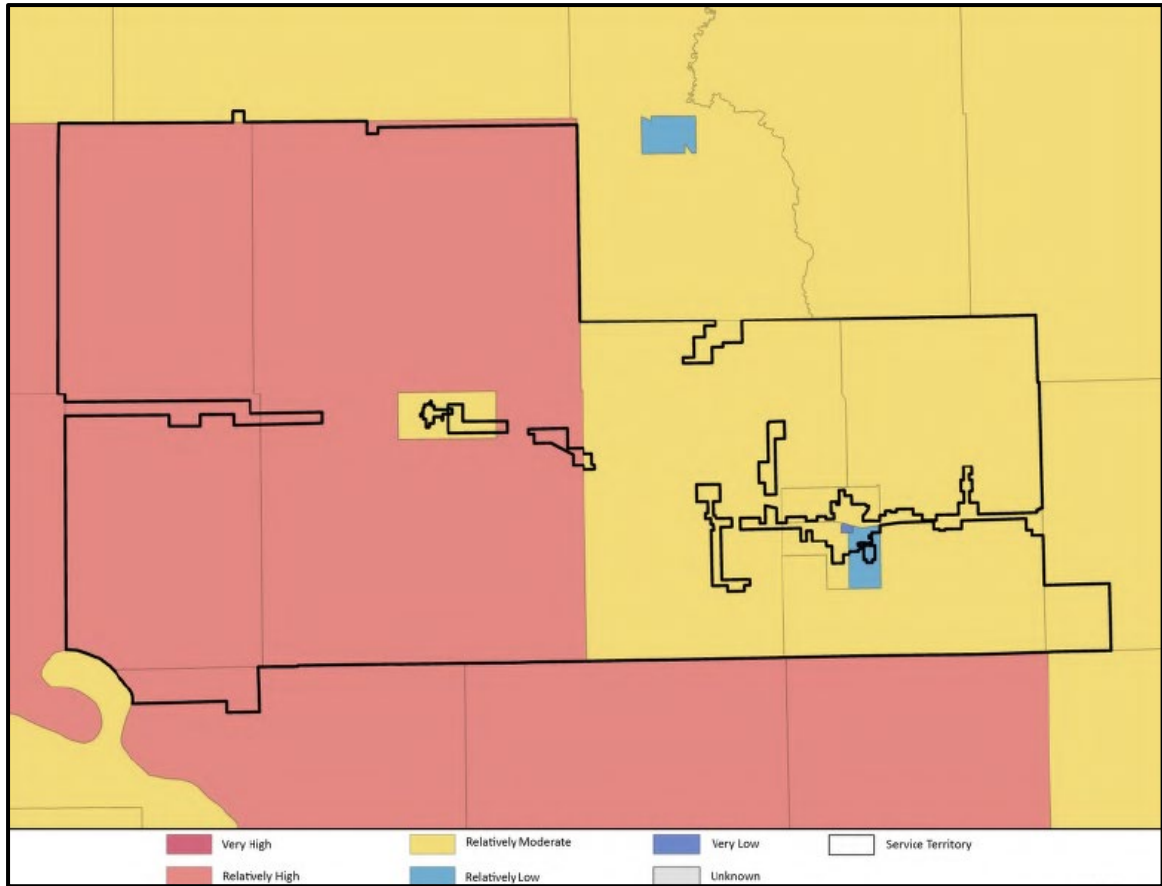 Very High
Relatively Moderate
Very Low
Service Territory
Relatively High
Relatively Low
Unknown